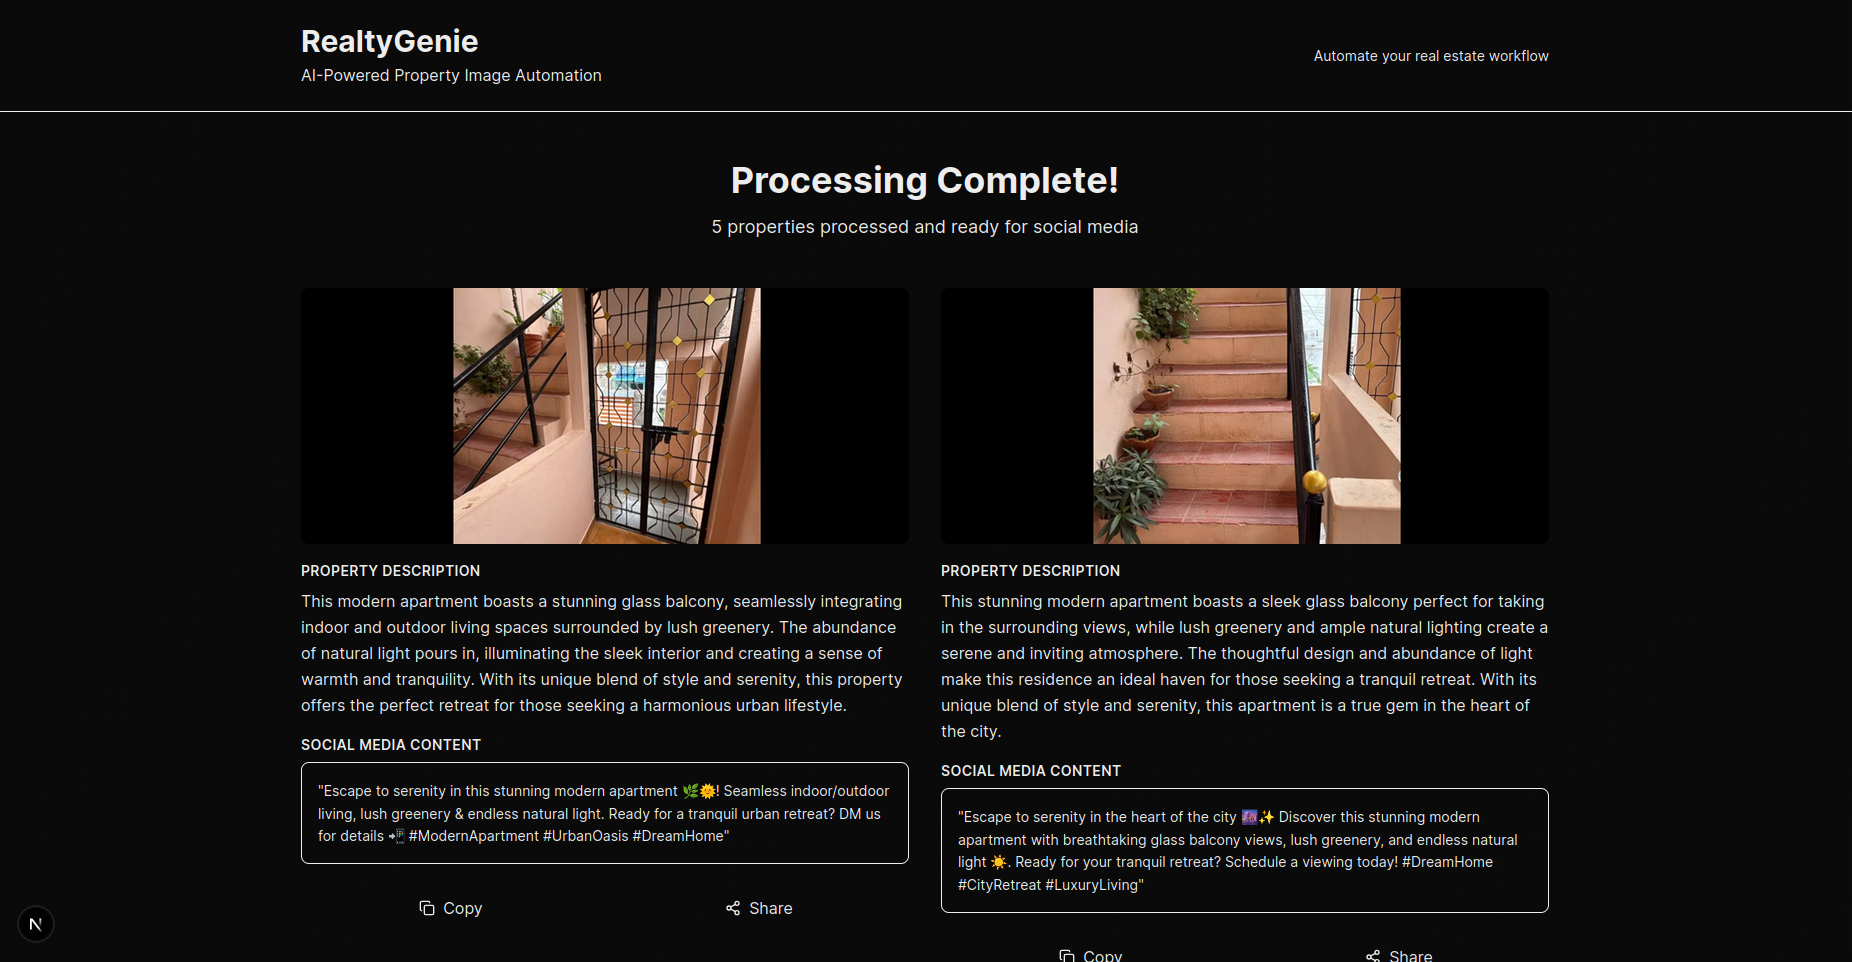 RealtyGenie
AI-Powered Property Image Automation
Automate your real estate workflow
Processing Complete!
5 properties processed and ready for social media
PROPERTY DESCRIPTION
This modern apartment boasts a stunning glass balcony, seamlessly integrating
indoor and outdoor living spaces surrounded by lush greenery. The abundance
of natural light pours in, illuminating the sleek interior and creating a sense of
warmth and tranquility. With its unique blend of style and serenity, this property
offers the perfect retreat for those seeking a harmonious urban lifestyle.
SOCIAL MEDIA CONTENT
"Escape to serenity in this stunning modern apartment 🌿🌞! Seamless indoor/outdoor
living, lush greenery & endless natural light. Ready for a tranquil urban retreat? DM us
for details 📲 #ModernApartment #UrbanOasis #DreamHome"
Copy
Share
PROPERTY DESCRIPTION
This stunning modern apartment boasts a sleek glass balcony perfect for taking
in the surrounding views, while lush greenery and ample natural lighting create a
serene and inviting atmosphere. The thoughtful design and abundance of light
make this residence an ideal haven for those seeking a tranquil retreat. With its
unique blend of style and serenity, this apartment is a true gem in the heart of
the city.
SOCIAL MEDIA CONTENT
"Escape to serenity in the heart of the city 🌆✨ Discover this stunning modern
apartment with breathtaking glass balcony views, lush greenery, and endless natural
light ☀️. Ready for your tranquil retreat? Schedule a viewing today! #DreamHome
#CityRetreat #LuxuryLiving"
Copy
Share
N